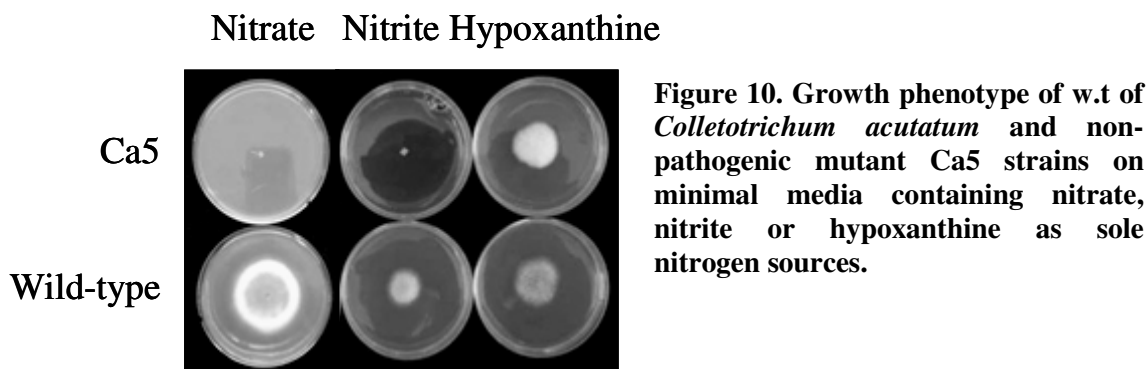 Nitrate Nitrite Hypoxanthine
Ca5
Wild-type
Figure 10. Growth phenotype of w.t of
Colletotrichum acutatum and non-
pathogenic mutant Ca5 strains on
minimal media containing nitrate,
nitrite or hypoxanthine as sole
nitrogen sources.